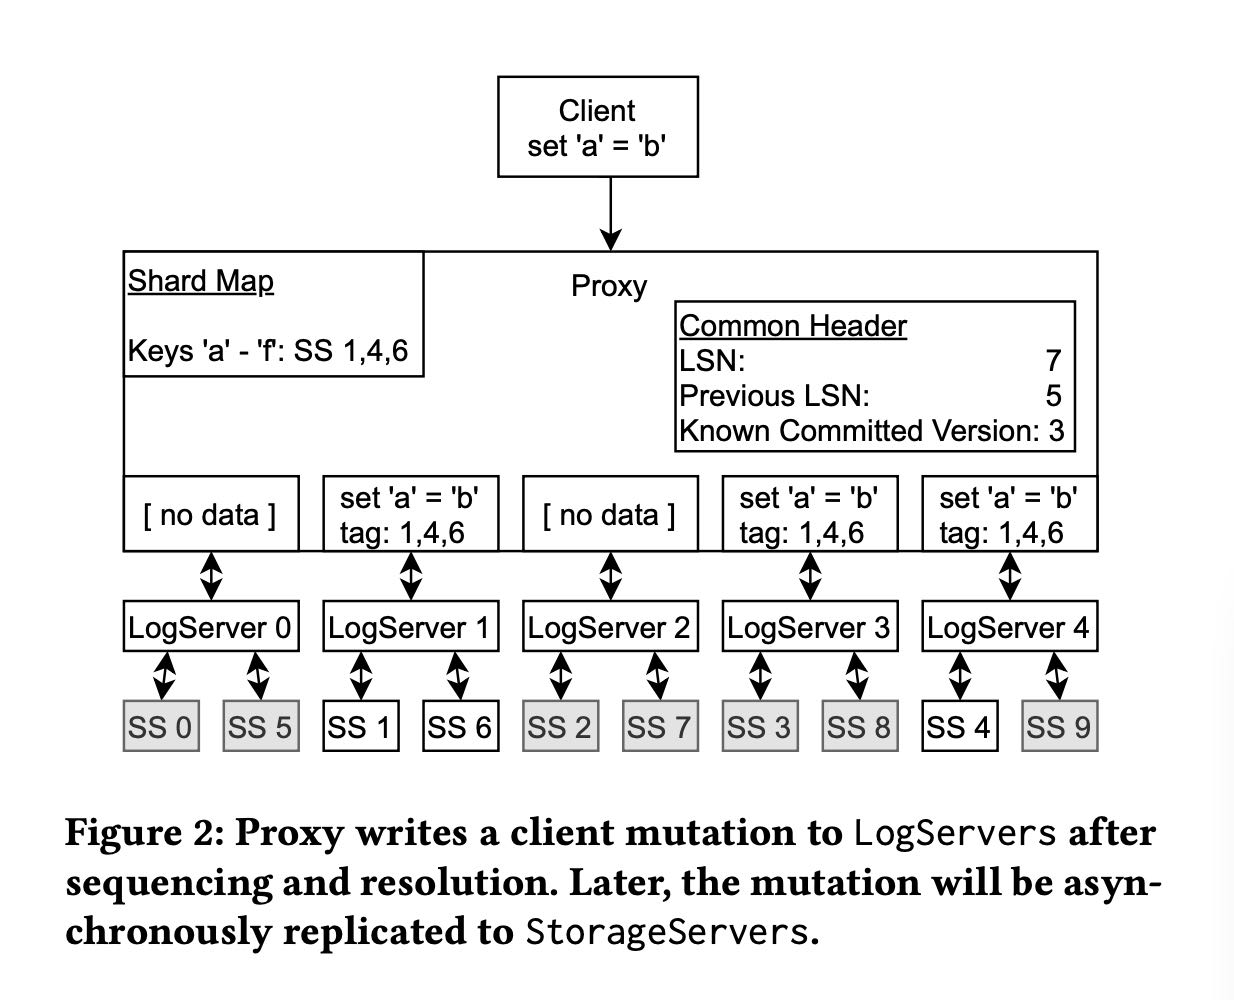 Client
set 'a' = 'b'
Shard Map
Keys 'a' - 'f': SS 1,4,6
Proxy
Common Header
LSN: 7
Previous LSN: 5
Known Committed Version: 3
[ no data ]
set 'a' = 'b'
tag: 1,4,6
[ no data ]
set 'a' = 'b'
tag: 1,4,6
set 'a' = 'b'
tag: 1,4,6
LogServer 0
LogServer 1
LogServer 2
LogServer 3
LogServer 4
SS 0
SS 5
SS 1
SS 6
SS 2
SS 7
SS 3
SS 8
SS 4
SS 9
Figure 2: Proxy writes a client mutation to LogServers after
sequencing and resolution. Later, the mutation will be asyn-
chronously replicated to StorageServers.